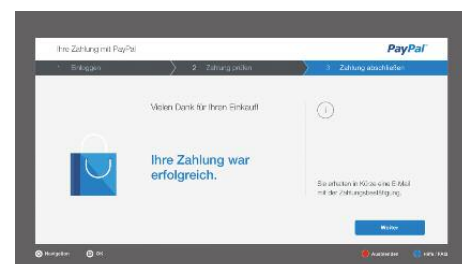 Ihre Zahlung mit PayPal
PayPal
1 Einloggen
2 Zahlung prüfen
3 Zahlung abschließen
Vielen Dank für Ihren Einkauf!
i
Ihre Zahlung war
erfolgreich.
Sie erhalten in Kürze eine E-Mail
mit der Zahlungsbestätigung.
Weiter
Navigation
OK
Ausblenden
Hilfe / FAQ